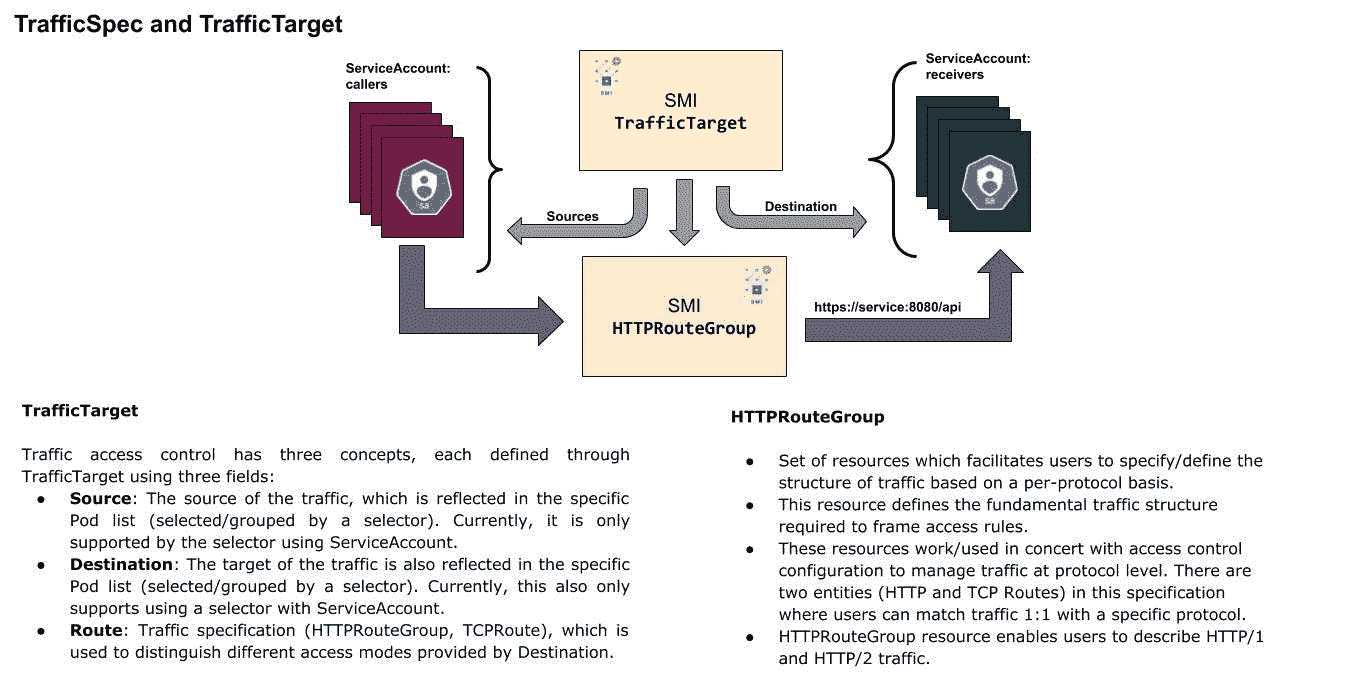 TrafficSpec and TrafficTarget
ServiceAccount:
callers
sa
SMI
SMI
TrafficTarget
ServiceAccount:
receivers
sa
Sources
Destination
SMI
SMI
HTTPRouteGroup
https://service:8080/api
TrafficTarget
Traffic access control has three concepts, each defined through
TrafficTarget using three fields:
● Source: The source of the traffic, which is reflected in the specific
Pod list (selected/grouped by a selector). Currently, it is only
supported by the selector using ServiceAccount.
● Destination: The target of the traffic is also reflected in the specific
Pod list (selected/grouped by a selector). Currently, this also only
supports using a selector with ServiceAccount.
● Route: Traffic specification (HTTPRouteGroup, TCPRoute), which is
used to distinguish different access modes provided by Destination.
HTTPRouteGroup
● Set of resources which facilitates users to specify/define the
structure of traffic based on a per-protocol basis.
● This resource defines the fundamental traffic structure
required to frame access rules.
● These resources work/used in concert with access control
configuration to manage traffic at protocol level. There are
two entities (HTTP and TCP Routes) in this specification
where users can match traffic 1:1 with a specific protocol.
● HTTPRouteGroup resource enables users to describe HTTP/1
and HTTP/2 traffic.